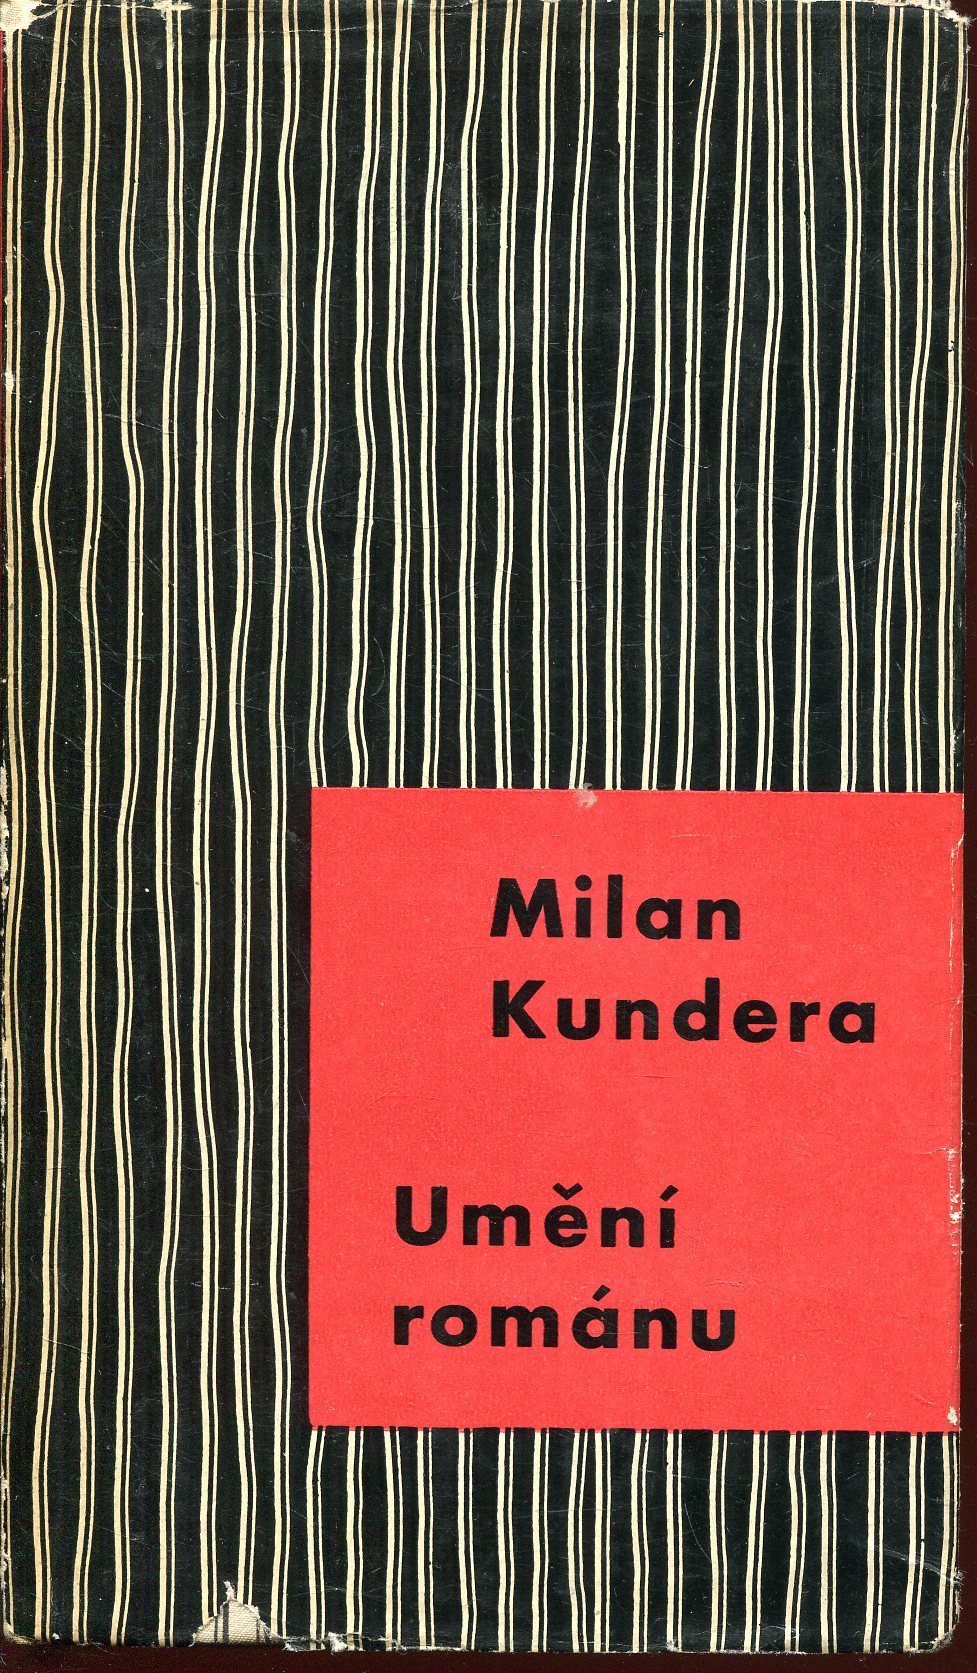 Milan
Kundera
Umění
románu